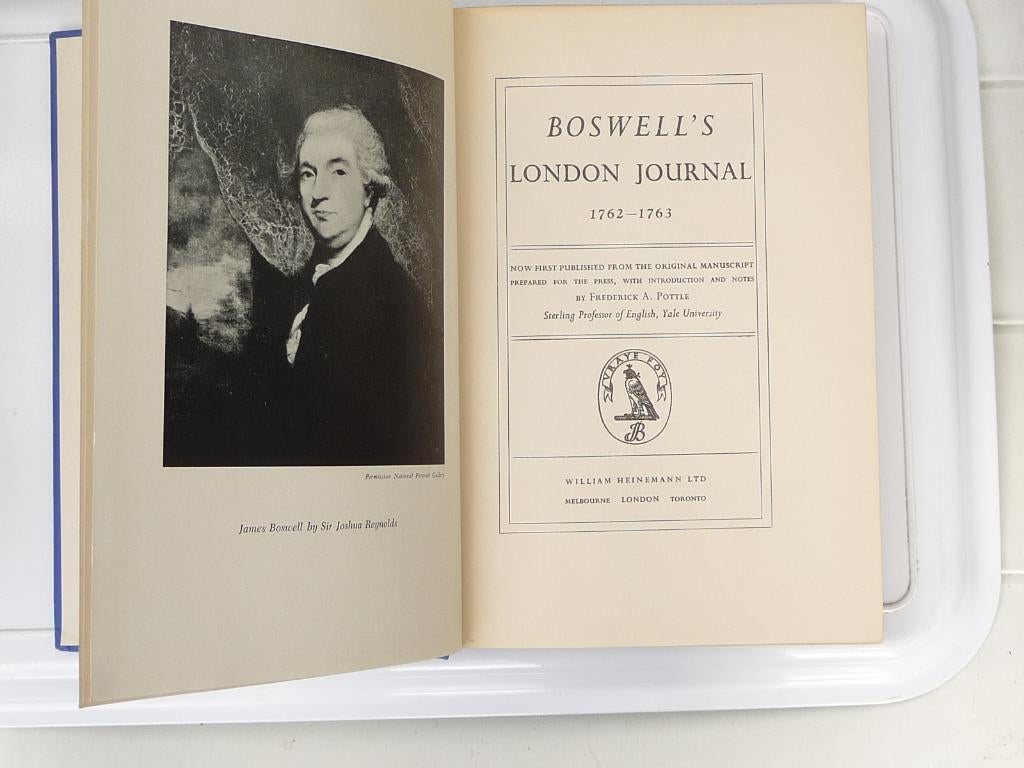 Permission National Portrait Gallery
James Boswell by Sir Joshua Reynolds
BOSWELL'S
LONDON JOURNAL
1762–1763
NOW FIRST PUBLISHED FROM THE ORIGINAL MANUSCRIPT
PREPARED FOR THE PRESS, WITH INTRODUCTION AND NOTES
BY FREDERICK A. POTTLE
Sterling Professor of English, Yale University
VRAYE FOY
JB
WILLIAM HEINEMANN LTD
MELBOURNE LONDON TORONTO